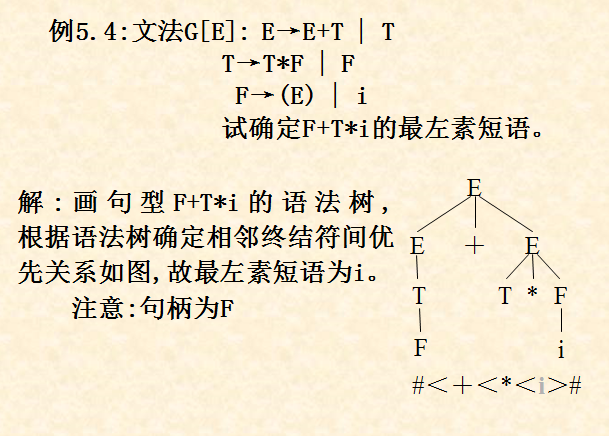 例5.4:文法G[E]: E→E+T | T
T→T*F | F
F→(E) | i
试确定F+T*i的最左素短语。
解：画句型F+T*i的语法树，
根据语法树确定相邻终结符间优
先关系如图,故最左素短语为i。
注意:句柄为F
E
E + E
T T * F
F i
#＜＋＜*＜i＞#